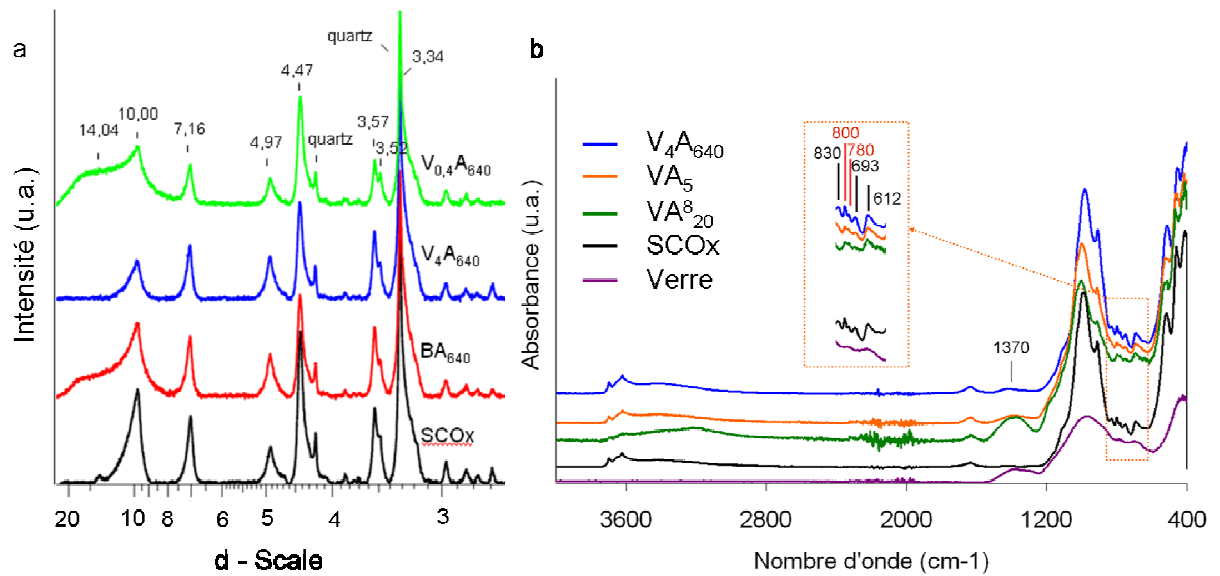 a
Intensité (u.a.)
14,04
10,00
7,16
4,97
4,47
quartz
quartz
3,57
3,52
3,34
V0,4A640
V4A640
BA640
SCOx
20 10 8 6 5 4 3
d - Scale
b
Absorbance (u.a.)
V4A640
VA5
VA820
SCOx
Verre
800
830 780
693
612
1370
3600 2800 2000 1200 400
Nombre d'onde (cm-1)